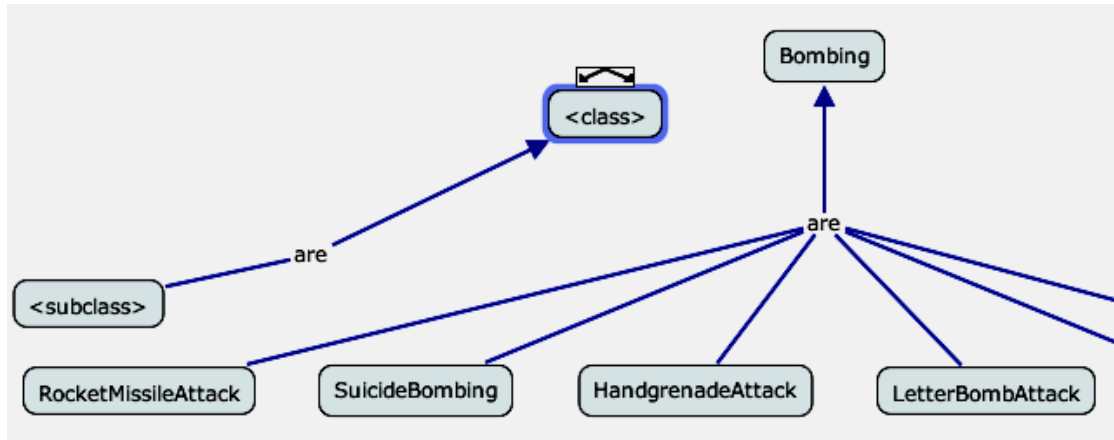 Bombing
<class>
are
are
<subclass>
RocketMissileAttack
SuicideBombing
HandgrenadeAttack
LetterBombAttack